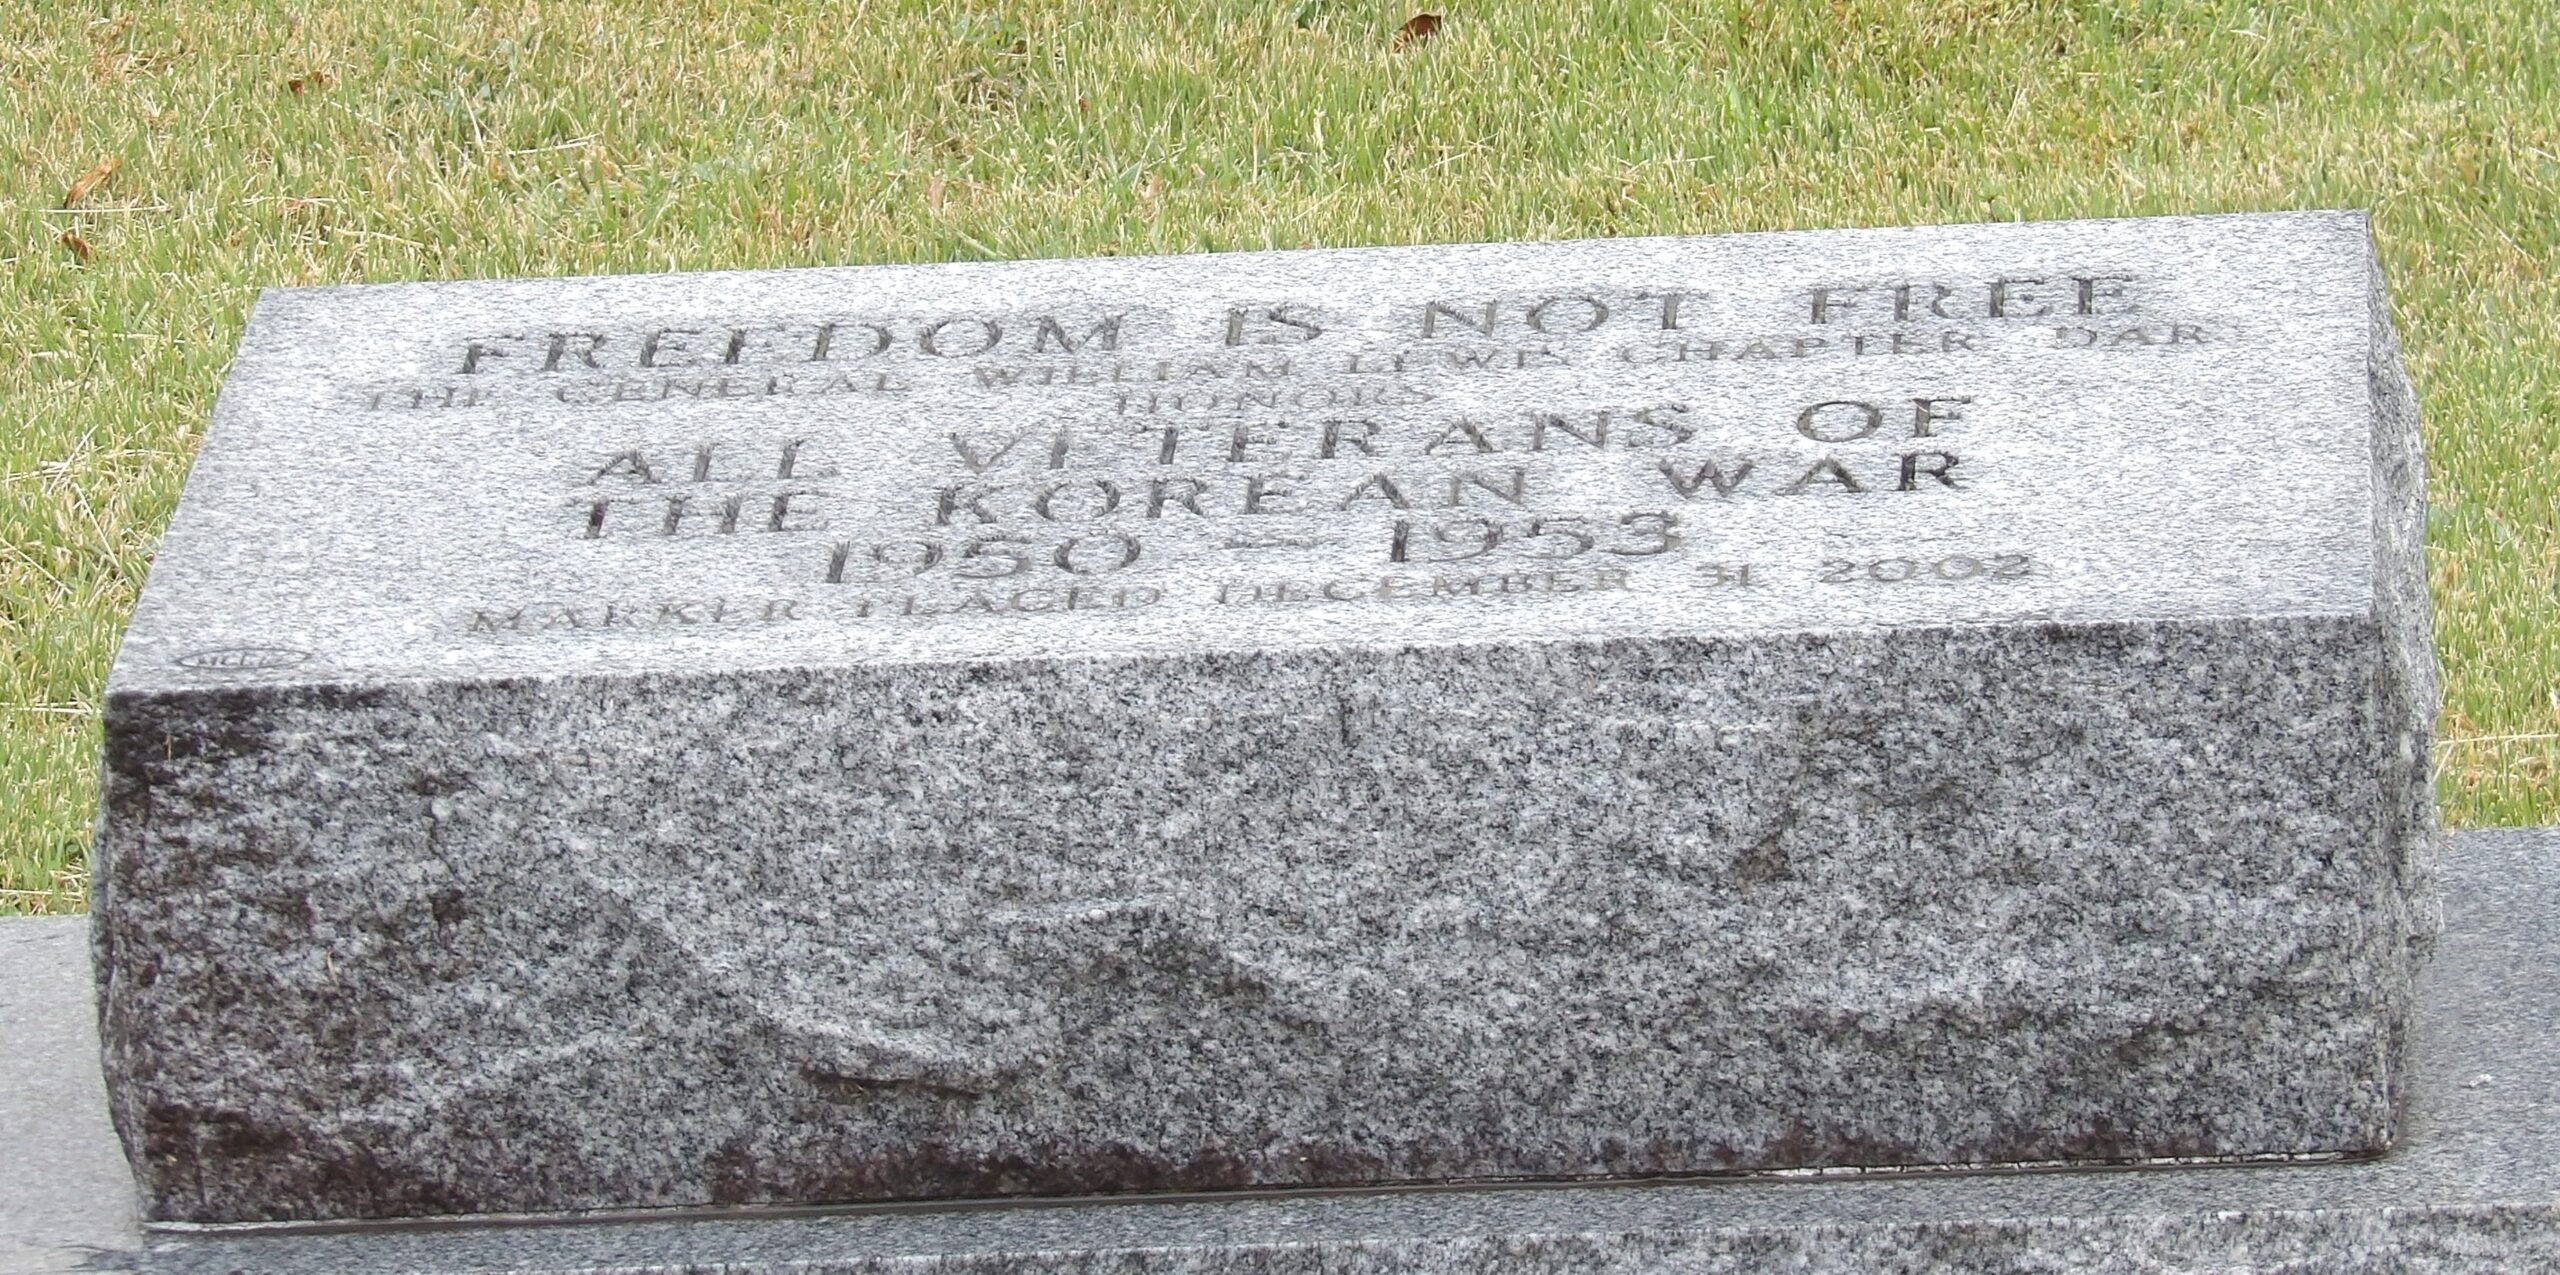 FREEDOM IS NOT FREE
THE GENERAL WILLIAM LEWIS CHAPTER DAR
HONORS
ALL VETERANS OF
THE KOREAN WAR
1950 - 1953
MARKER PLACED DECEMBER 31 2002